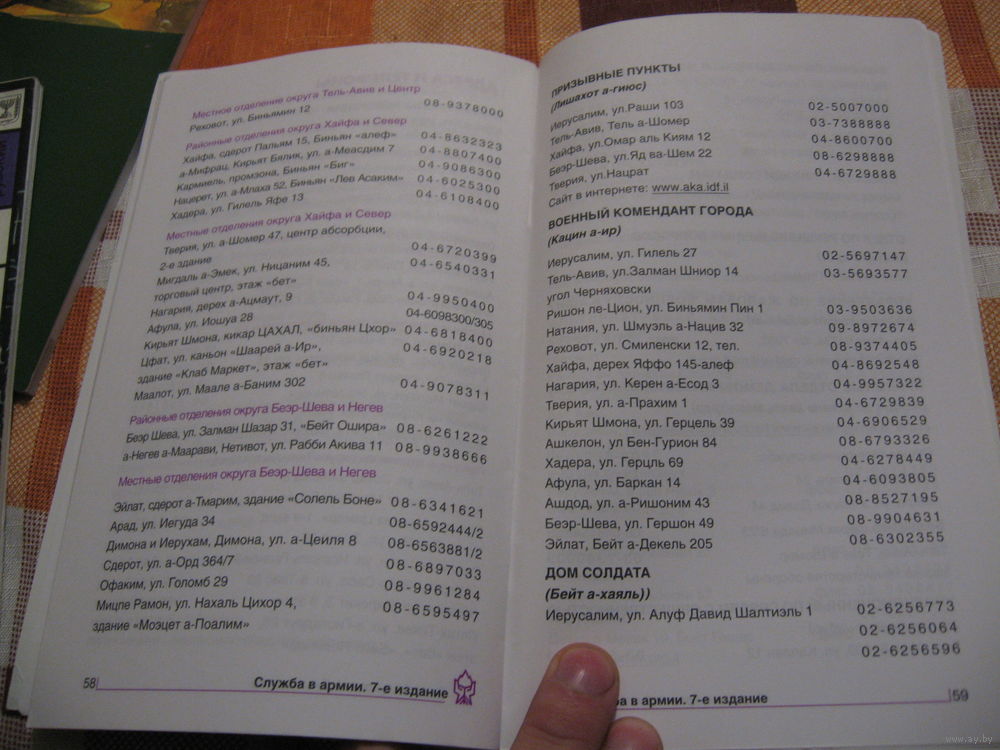 Местное отделение округа Тель-Авив и Центр
Реховот, ул. Биньямин 12 08-9378000
Районные отделения округа Хайфа и Север
Хайфа, сдерот Пальям 15, Биньян «алеф» 04-8632323
а-Мифрац, Кирьят Бялик, ул. а-Меасдим 7 04-8807400
Кармиель, промзона, Биньян «Биг» 04-9086300
Нацерет, ул. а-Млаха 52, Биньян «Лев Асаким» 04-6025300
Хадера, ул. Гилель Яфе 13 04-6108400
Местные отделения округа Хайфа и Север
Тверия, ул. а-Шомер 47, центр абсорбции,
2-е здание 04-6720399
Мигдаль а-Эмек, ул. Ницаним 45, 04-6540331
торговый центр, этаж «бет»
Нагария, дерех а-Ацмаут, 9 04-9950400
Афула, ул. Иошуа 28 04-6098300/305
Кирьят Шмона, кикар ЦАХАЛ, «биньян Цхор» 04-6818400
Цфат, ул. каньон «Шаарей а-Ир», 04-6920218
здание «Клаб Маркет», этаж «бет»
Маалот, ул. Маале а-Баним 302 04-9078311
Районные отделения округа Беэр-Шева и Негев
Беэр Шева, ул. Залман Шазар 31, «Бейт Ошира» 08-6261222
а-Негев а-Маарави, Нетивот, ул. Рабби Акива 11 08-9938666
Местные отделения округа Беэр-Шева и Негев
Эйлат, сдерот а-Тмарим, здание «Солель Боне» 08-6341621
Арад, ул. Иегуда 34 08-6592444/2
Димона и Иерухам, Димона, ул. а-Цеиля 8 08-6563881/2
Сдерот, ул. а-Орд 364/7 08-6897033
Офаким, ул. Голомб 29 08-9961284
Мицпе Рамон, ул. Нахаль Цихор 4, 08-6595497
здание «Моэцет а-Поалим»
58 Служба в армии. 7-е издание
ПРИЗЫВНЫЕ ПУНКТЫ
(Лишахот а-гиюс)
Иерусалим, ул.Раши 103 02-5007000
Тель-Авив, Тель а-Шомер 03-7388888
Хайфа, ул.Омар аль Киям 12 04-8600700
Беэр-Шева, ул.Яд ва-Шем 22 08-6298888
Тверия, ул.Нацрат 04-6729888
Сайт в интернете: www.aka.idf.il
ВОЕННЫЙ КОМЕНДАНТ ГОРОДА
(Кацин а-ир)
Иерусалим, ул. Гилель 27 02-5697147
Тель-Авив, ул.Залман Шниор 14 03-5693577
угол Черняховски
Ришон ле-Цион, ул. Биньямин Пин 1 03-9503636
Натания, ул. Шмуэль а-Нацив 32 09-8972674
Реховот, ул. Смиленски 12, тел. 08-9374405
Хайфа, дерех Яффо 145-алеф 04-8692548
Нагария, ул. Керен а-Есод 3 04-9957322
Тверия, ул. а-Прахим 1 04-6729839
Кирьят Шмона, ул. Герцель 39 04-6906529
Ашкелон, ул Бен-Гурион 84 08-6793326
Хадера, ул. Герцль 69 04-6278449
Афула, ул. Баркан 14 04-6093805
Ашдод, ул. а-Ришоним 43 08-8527195
Беэр-Шева, ул. Гершон 49 08-9904631
Эйлат, Бейт а-Декель 205 08-6302355
ДОМ СОЛДАТА
(Бейт а-хаяль))
Иерусалим, ул. Алуф Давид Шалтиэль 1 02-6256773
02-6256064
02-6256596
ба в армии. 7-е издание 59
www.ay.by